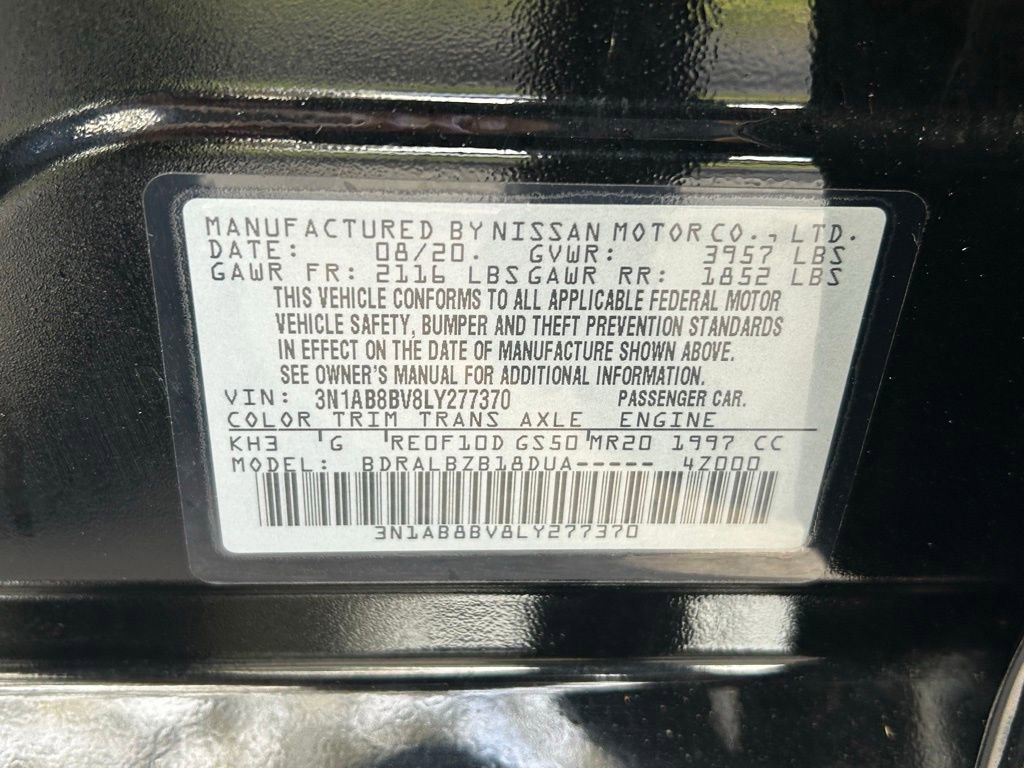 MANUFACTURED BY NISSAN MOTOR CO., LTD.
DATE: 08/20. GVWR: 3957 LBS
GAWR FR: 2116 LBS GAWR RR: 1852 LBS
THIS VEHICLE CONFORMS TO ALL APPLICABLE FEDERAL MOTOR
VEHICLE SAFETY, BUMPER AND THEFT PREVENTION STANDARDS
IN EFFECT ON THE DATE OF MANUFACTURE SHOWN ABOVE.
SEE OWNER'S MANUAL FOR ADDITIONAL INFORMATION.
VIN: 3N1AB8BV8LY277370 PASSENGER CAR.
COLOR TRIM TRANS AXLE ENGINE
KH3 'G 'RE0F10D GS50'MR20 1997 CC
MODEL: BDRALBZB18DUA----- 4Z000
3N1AB8BV8LY277370